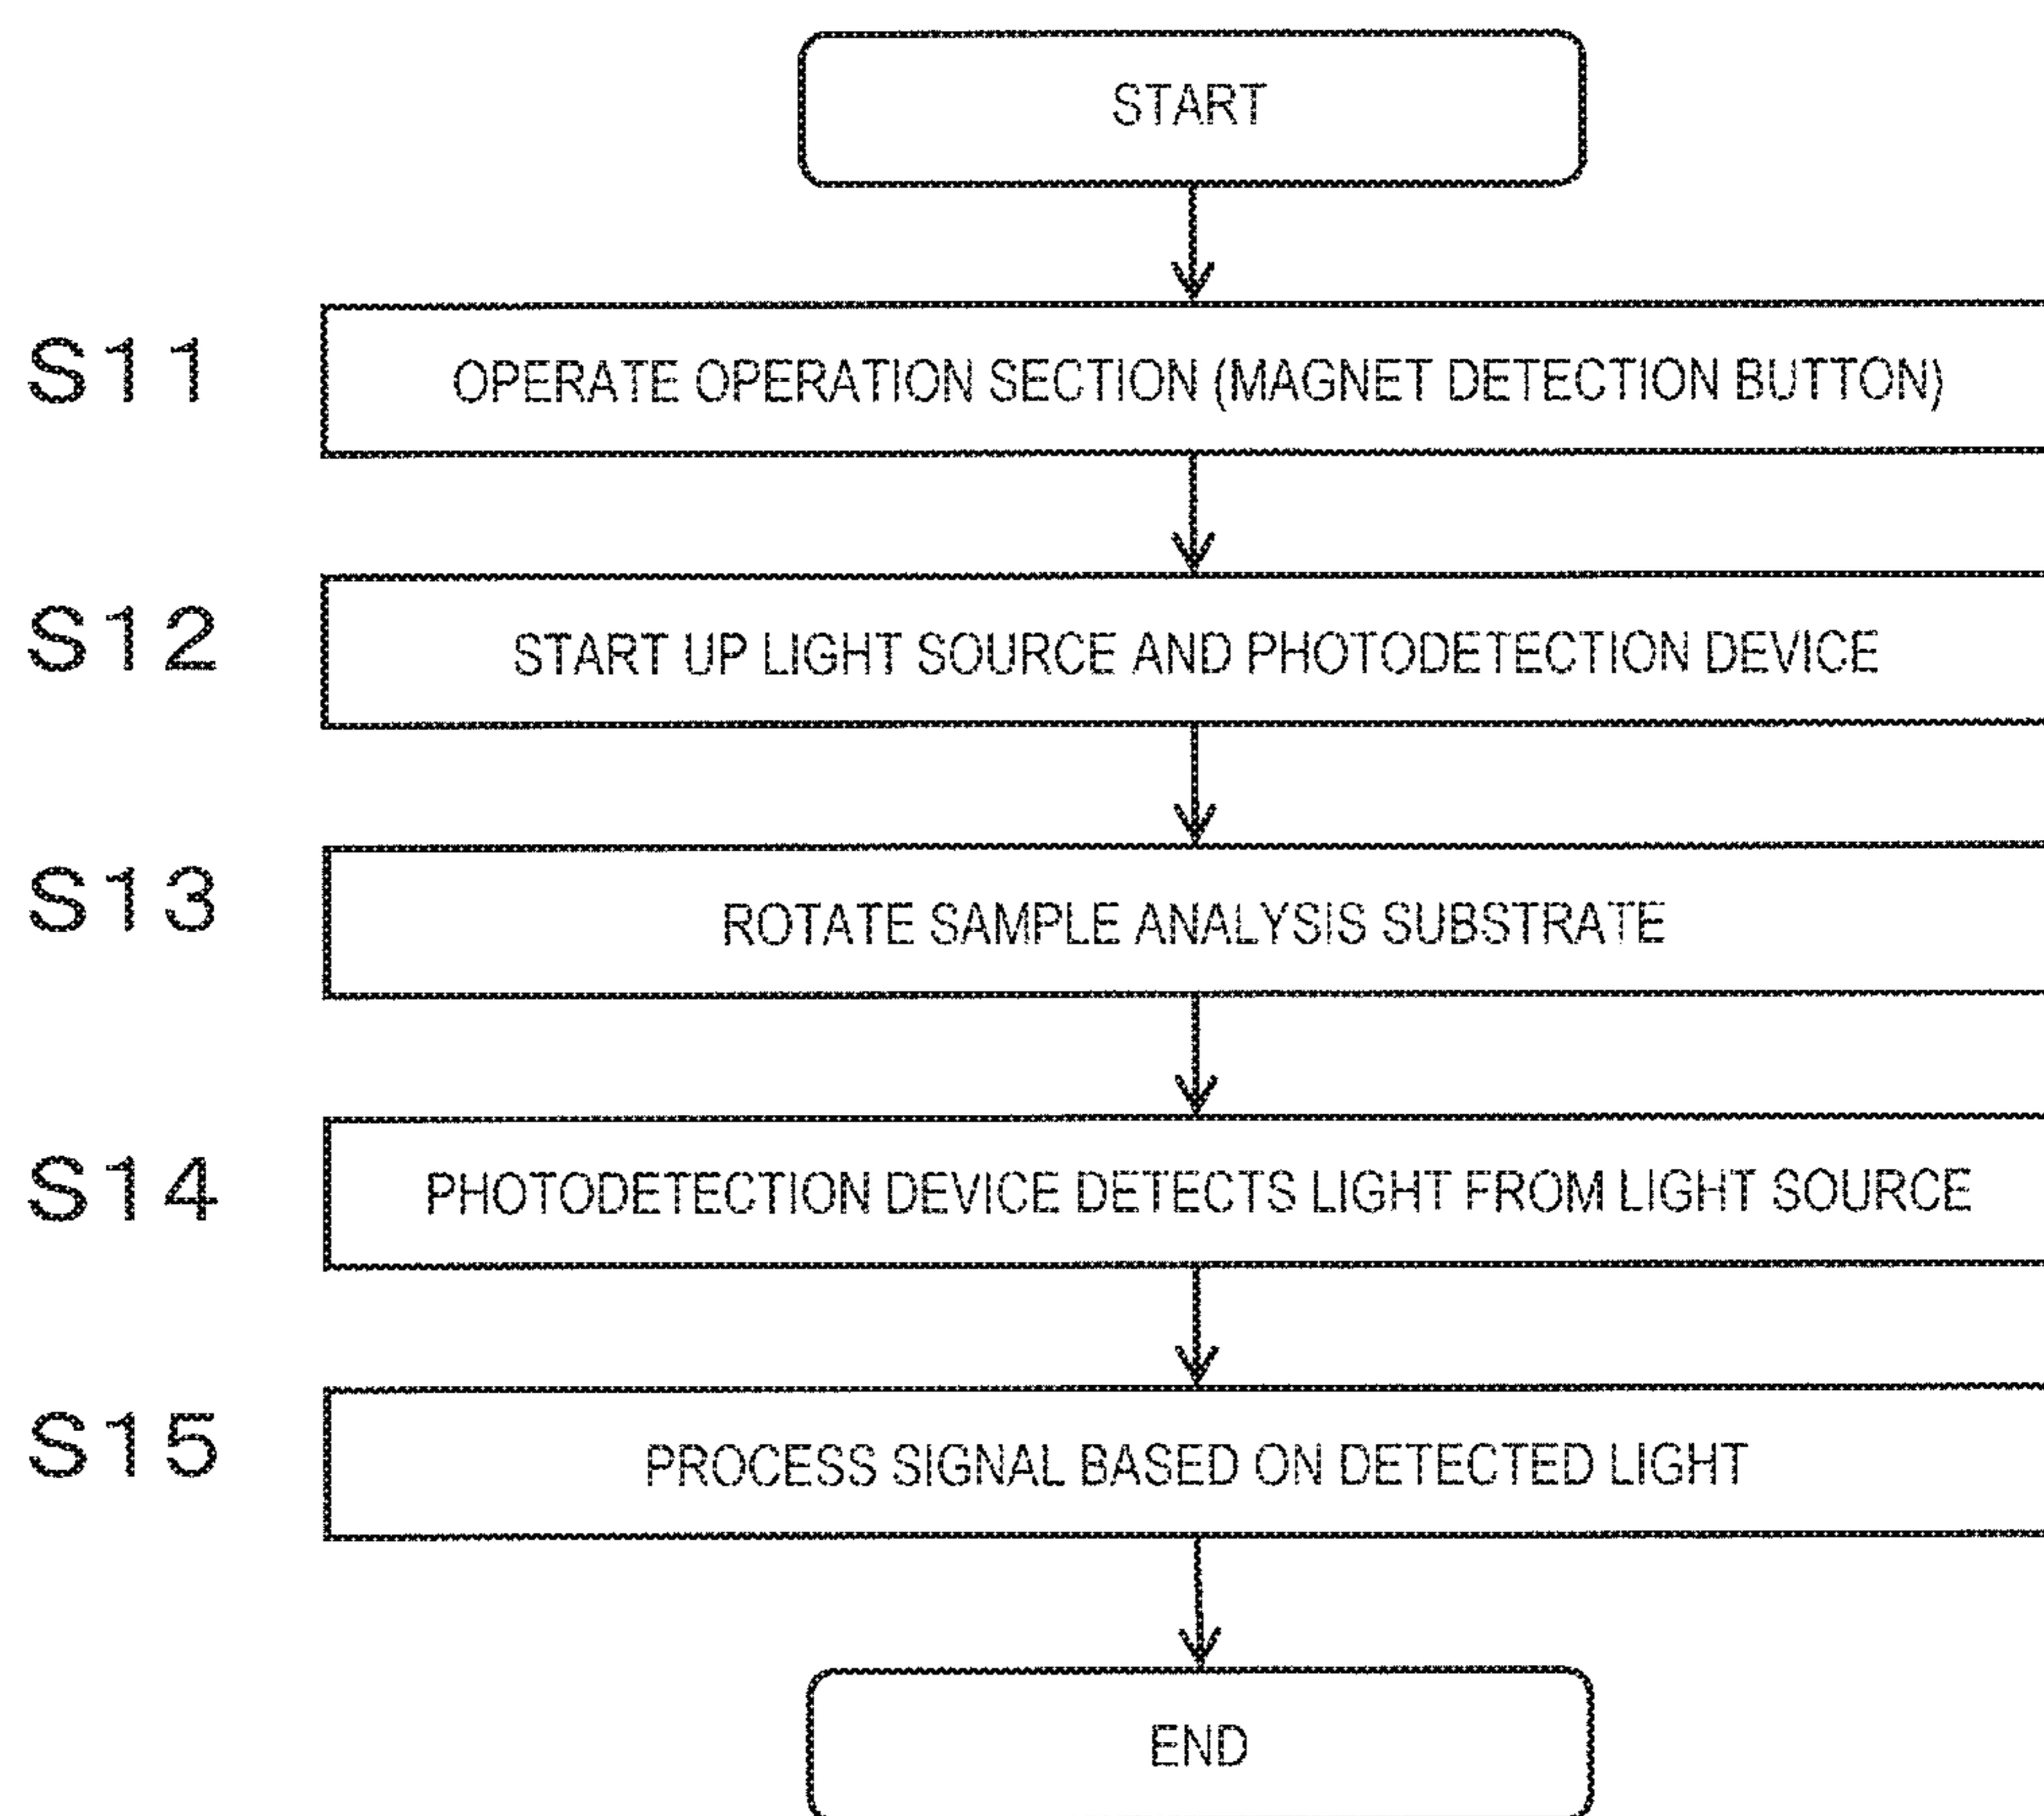 START
S11 OPERATE OPERATION SECTION (MAGNET DETECTION BUTTON)
S12 START UP LIGHT SOURCE AND PHOTODETECTION DEVICE
S13 ROTATE SAMPLE ANALYSIS SUBSTRATE
S14 PHOTODETECTION DEVICE DETECTS LIGHT FROM LIGHT SOURCE
S15 PROCESS SIGNAL BASED ON DETECTED LIGHT
END